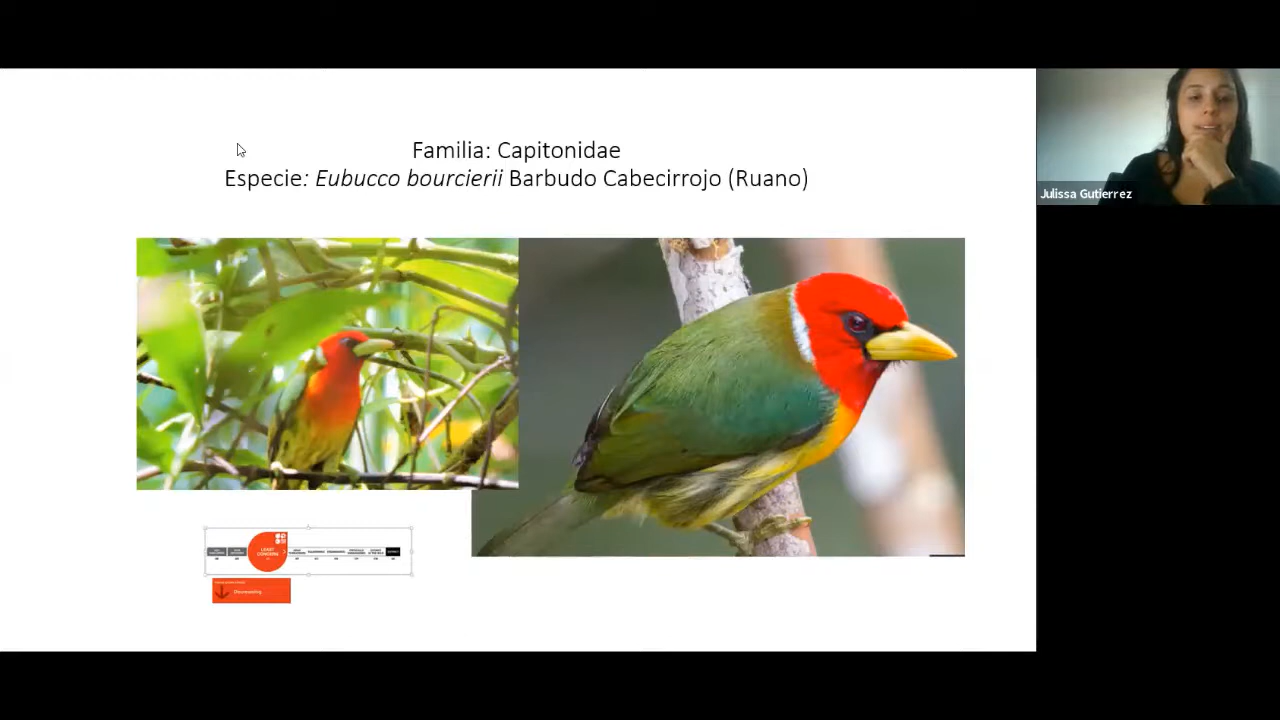 Familia: Capitonidae
Especie: Eubucco bourcierii Barbudo Cabecirrojo (Ruano)
Julissa Gutierrez
LEAST
CONCERN
Decreasing